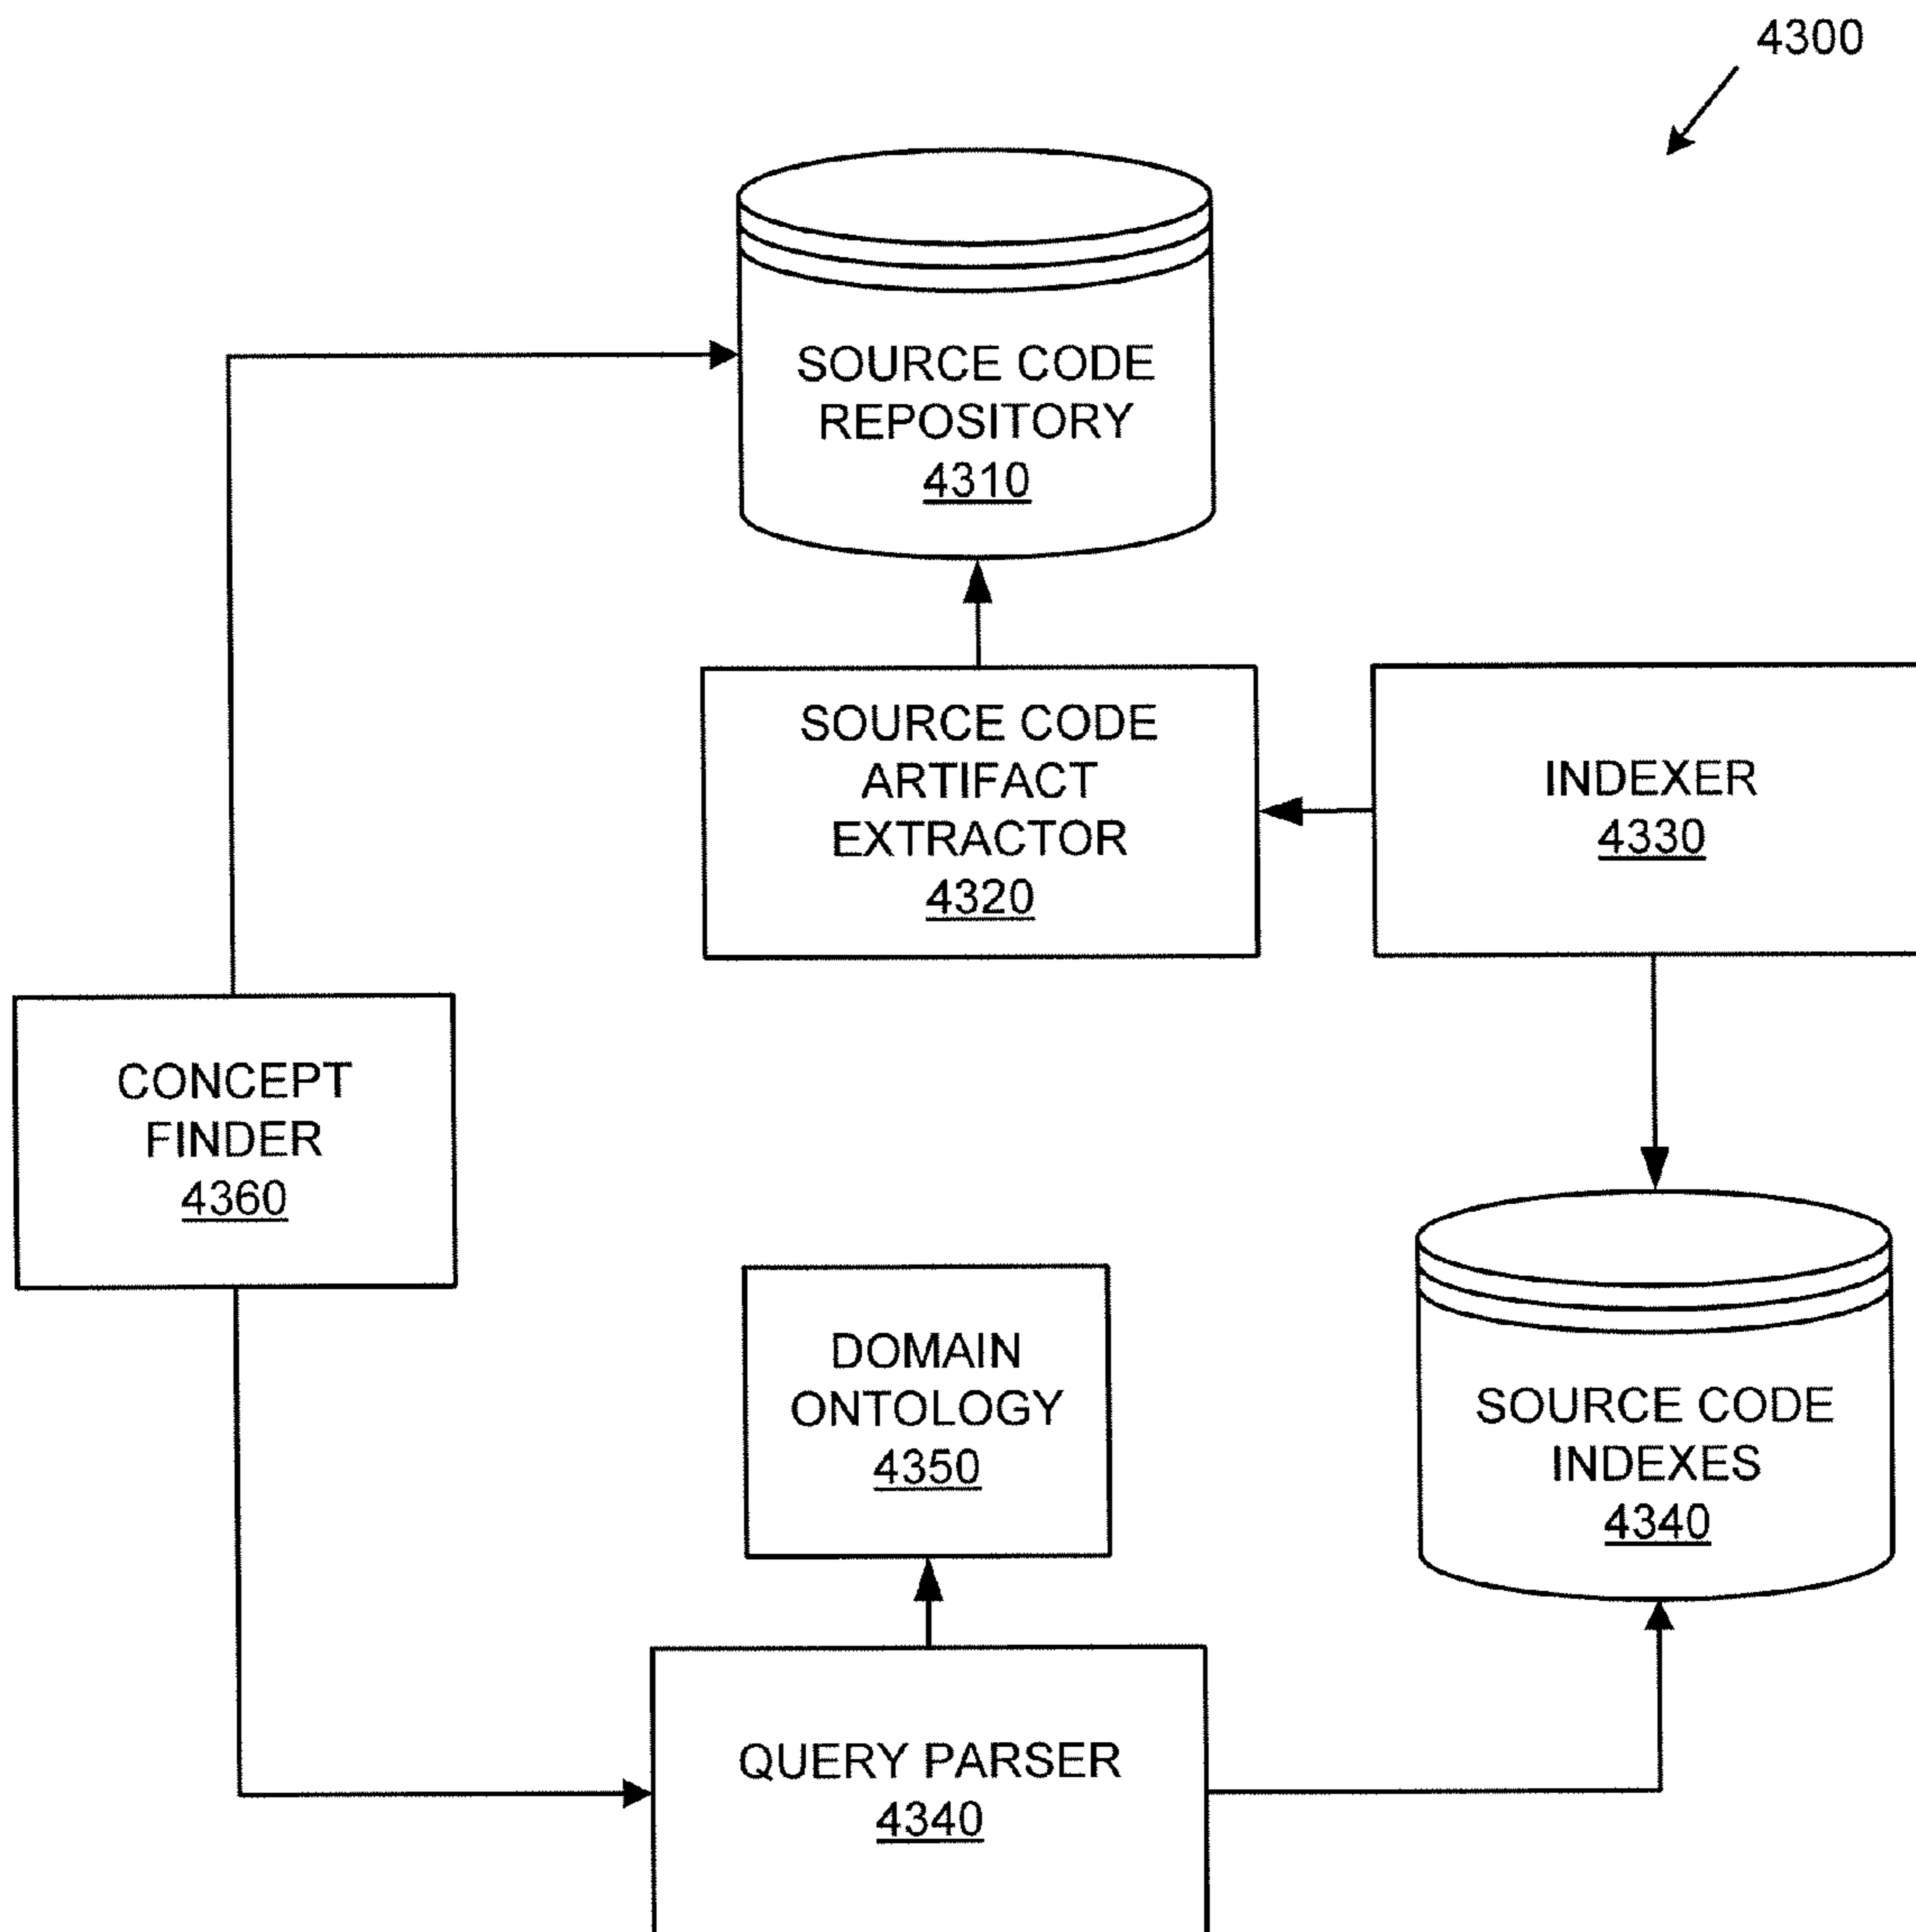 4300
SOURCE CODE
REPOSITORY
4310
SOURCE CODE
ARTIFACT
EXTRACTOR
4320
INDEXER
4330
CONCEPT
FINDER
4360
DOMAIN
ONTOLOGY
4350
SOURCE CODE
INDEXES
4340
QUERY PARSER
4340